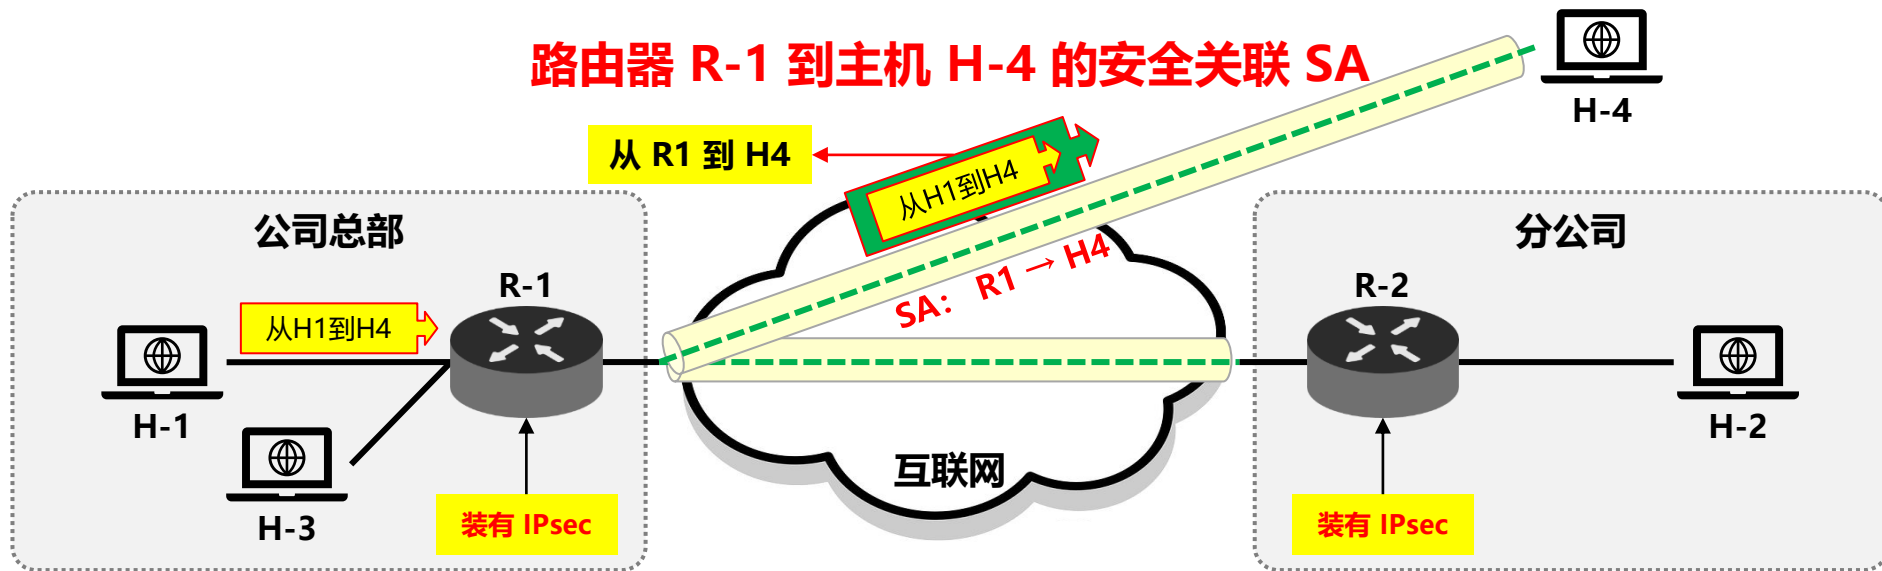 路由器 R-1 到主机 H-4 的安全关联 SA
H-4
从 R1 到 H4
从H1到H4
公司总部
分公司
SA: R1 → H4
R-1
R-2
从H1到H4
H-1
H-2
互联网
H-3
装有 IPsec
装有 IPsec